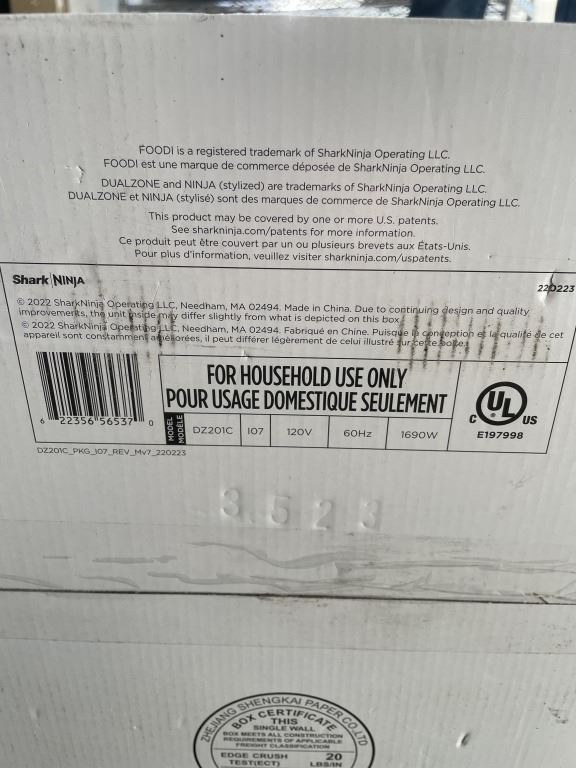 FOODI is a registered trademark of SharkNinja Operating LLC.
FOODI est une marque de commerce déposée de SharkNinja Operating LLC.
DUALZONE and NINJA (stylized) are trademarks of SharkNinja Operating LLC.
DUALZONE et NINJA (stylisé) sont des marques de commerce de SharkNinja Operating LLC.
This product may be covered by one or more U.S. patents.
See sharkninja.com/patents for more information.
Ce produit peut être couvert par un ou plusieurs brevets aux États-Unis.
Pour plus d'information, veuillez visiter sharkninja.com/uspatents.
Shark|NINJA
220223
© 2022 SharkNinja Operating LLC, Needham, MA 02494. Made in China. Due to continuing design and quality
improvements, the unit inside may differ slightly from what is depicted on this box.
© 2022 SharkNinja Operating LLC, Needham, MA 02494. Fabriqué en Chine. Puisque la conception et la qualité de cet
appareil sont constamment améliorées, il peut différer légèrement de celui illustré sur cette boîte.
FOR HOUSEHOLD USE ONLY
POUR USAGE DOMESTIQUE SEULEMENT
6 22356 56537 0
MODEL
MODÈLE
DZ201C 107 120V 60Hz 1690W
C UL US
E197998
DZ201C_PKG_107_REV_Mv7_220223
3.523
ZHEJIANG SHENGKAI PAPER CO.LTD
BOX CERTIFICATE
THIS
SINGLE WALL
BOX MEETS ALL CONSTRUCTION
REQUIREMENTS OF APPLICABLE
FREIGHT CLASSIFICATION
EDGE CRUSH 20
TEST(ECT) LBS/IN